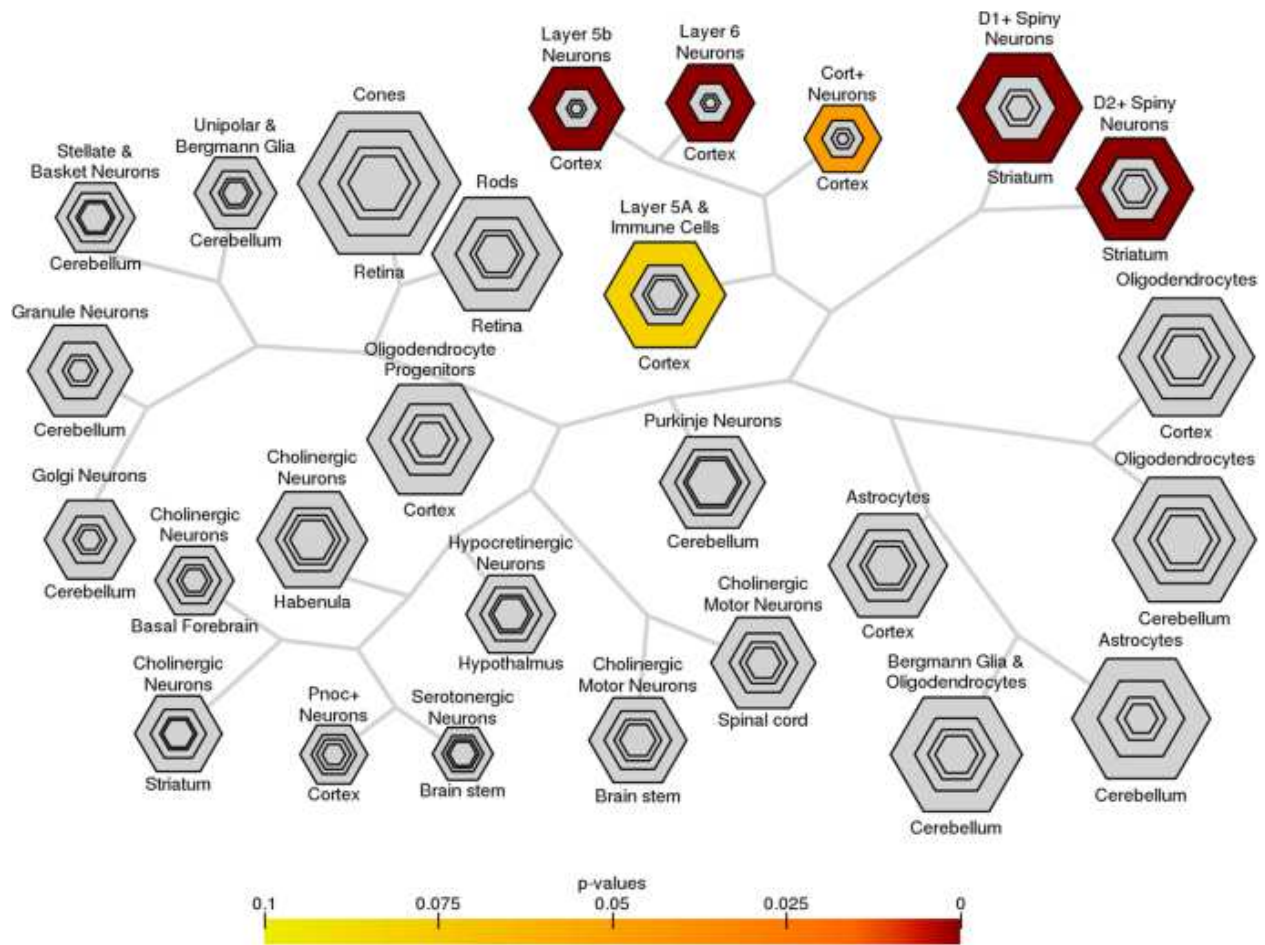 D1+ Spiny
Neurons
Layer 5b
Neurons
Layer 6
Neurons
Cort+
Neurons
Cones
D2+ Spiny
Neurons
Unipolar &
Bergmann Glia
Stellate &
Basket Neurons
Cortex
Cortex
Cortex
Striatum
Rods
Layer 5A &
Immune Cells
Cerebellum
Cerebellum
Retina
Striatum
Oligodendrocytes
Granule Neurons
Retina
Oligodendrocyte
Progenitors
Cortex
Cerebellum
Purkinje Neurons
Cortex
Oligodendrocytes
Golgi Neurons
Cholinergic
Neurons
Cortex
Astrocytes
Cholinergic
Neurons
Hypocretinergic
Neurons
Cerebellum
Cerebellum
Habenula
Cholinergic
Motor Neurons
Basal Forebrain
Cortex
Cerebellum
Cholinergic
Neurons
Hypothalmus
Cholinergic
Motor Neurons
Bergmann Glia &
Oligodendrocytes
Astrocytes
Pnoc+
Neurons
Serotonergic
Neurons
Spinal cord
Striatum
Cortex
Brain stem
Brain stem
Cerebellum
Cerebellum
p-values
0.1 0.075 0.05 0.025 0